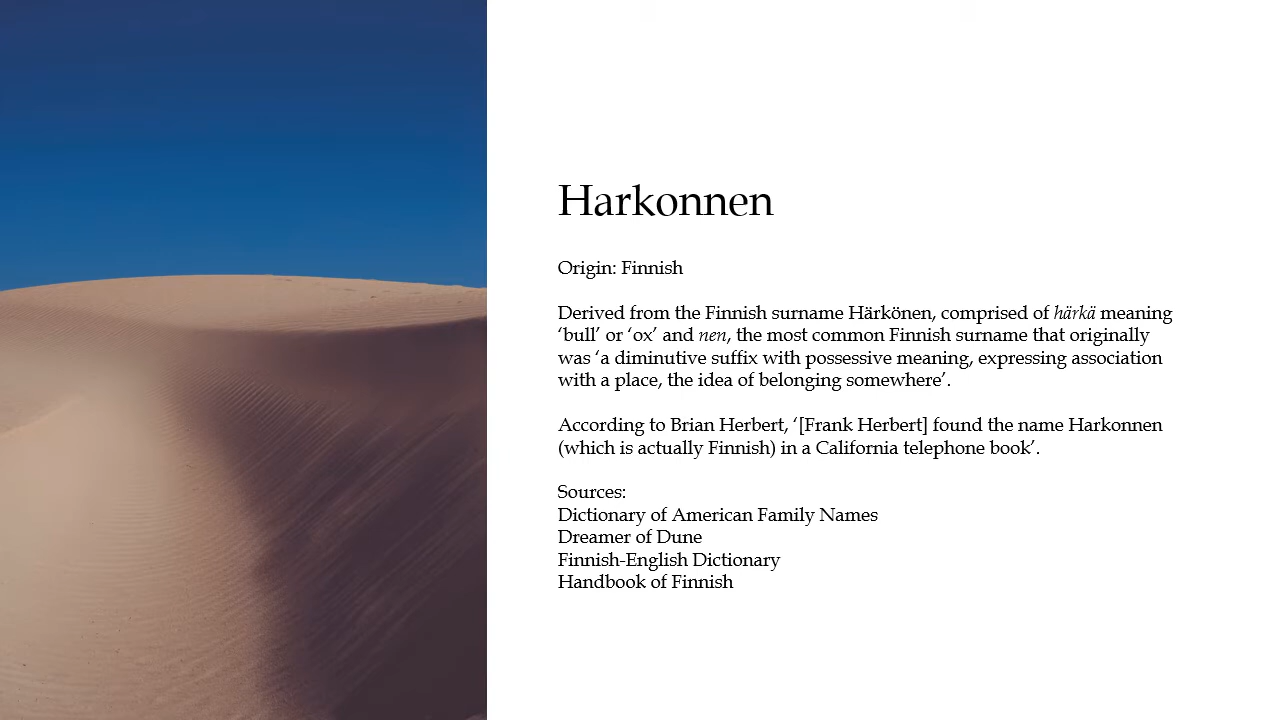 Harkonnen
Origin: Finnish
Derived from the Finnish surname Härkönen, comprised of härkä meaning
‘bull’ or ‘ox’ and nen, the most common Finnish surname that originally
was ‘a diminutive suffix with possessive meaning, expressing association
with a place, the idea of belonging somewhere’.
According to Brian Herbert, ‘[Frank Herbert] found the name Harkonnen
(which is actually Finnish) in a California telephone book’.
Sources:
Dictionary of American Family Names
Dreamer of Dune
Finnish-English Dictionary
Handbook of Finnish